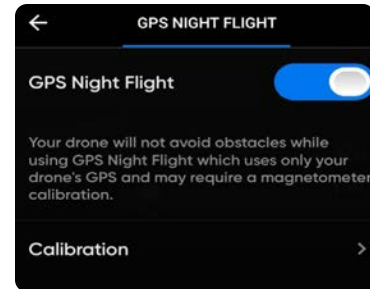 GPS NIGHT FLIGHT
GPS Night Flight
Your drone will not avoid obstacles while
using GPS Night Flight which uses only your
drone's GPS and may require a magnetometer
calibration.
Calibration